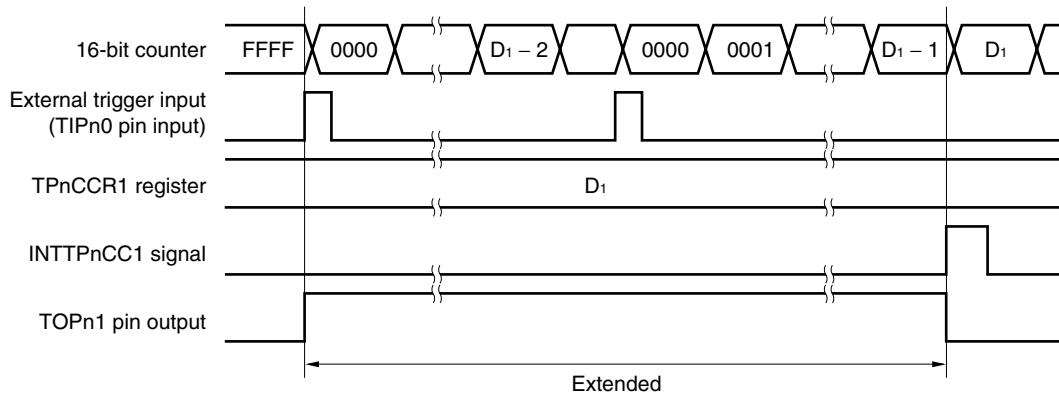 16-bit counter FFFF 0000 D1 − 2 0000 0001 D1 − 1 D1
External trigger input
(TIPn0 pin input)
TPnCCR1 register D1
INTTPnCC1 signal
TOPn1 pin output
Extended